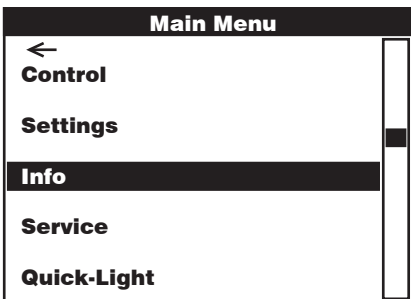 Main Menu
←
Control
Settings
Info
Service
Quick-Light